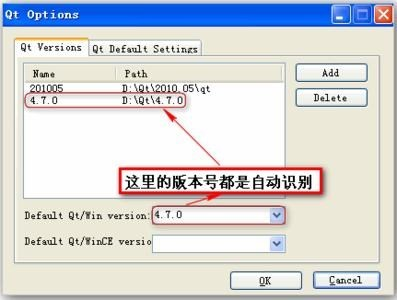 Qt Options
Qt Versions
Qt Default Settings
Name Path
201005 D:\Qt\2010.05\qt
4.7.0 D:\Qt\4.7.0
Add
Delete
这里的版本号都是自动识别
Default Qt/Win version: 4.7.0
Default Qt/WinCE versio
OK
Cancel